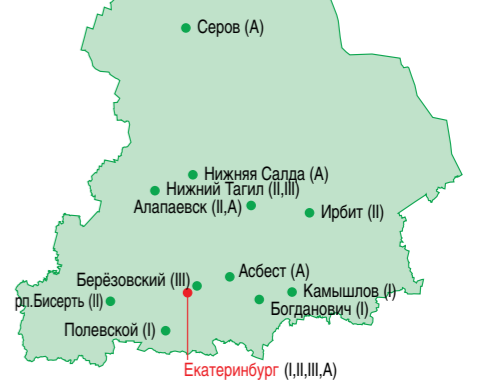 Серов (А)
Нижняя Салда (А)
Нижний Тагил (II,III)
Алапаевск (II,А)
Ирбит (II)
Асбест (А)
Берёзовский (III)
Камышлов (I)
рп.Бисерть (II)
Богданович (I)
Полевской (I)
Екатеринбург (I,II,III,А)